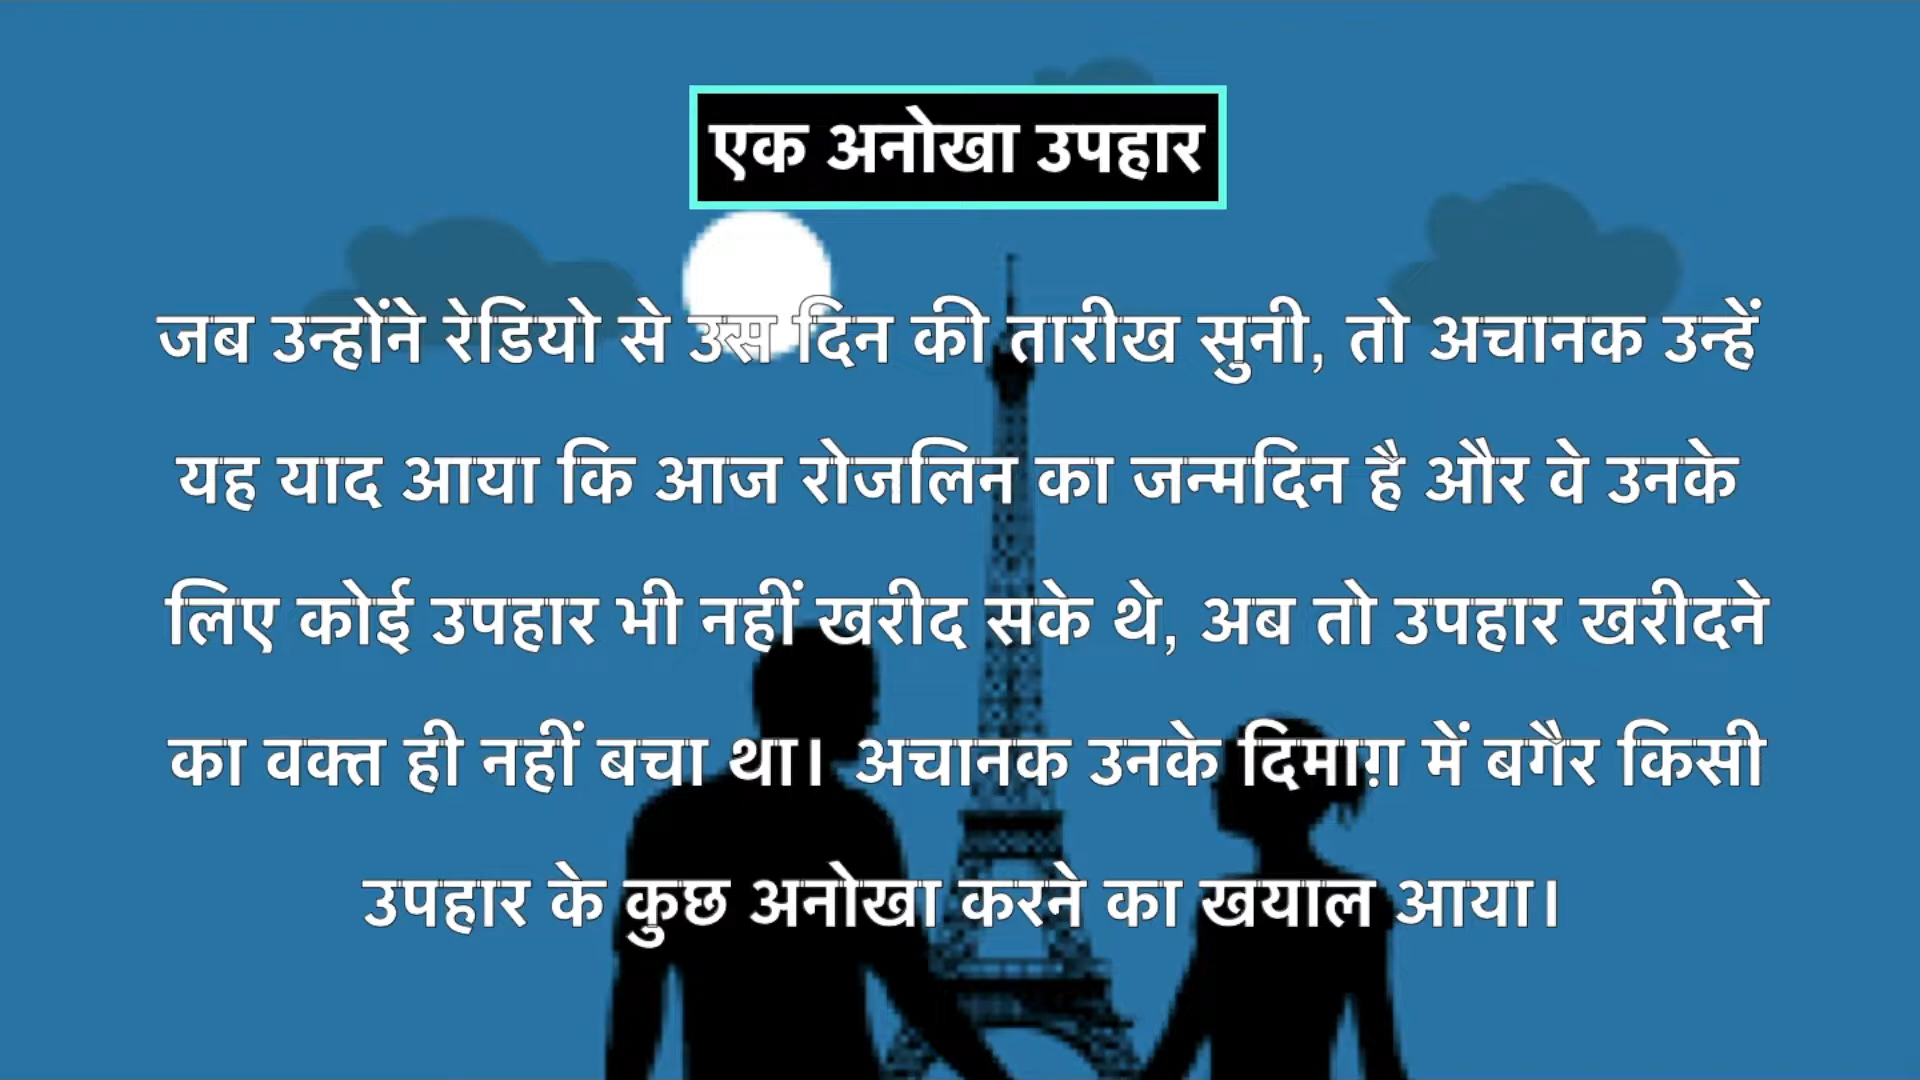 एक अनोखा उपहार
जब उन्होंने रेडियो से उस दिन की तारीख सुनी, तो अचानक उन्हें
यह याद आया कि आज रोजलिन का जन्मदिन है और वे उनके
लिए कोई उपहार भी नहीं खरीद सके थे, अब तो उपहार खरीदने
का वक्त ही नहीं बचा था। अचानक उनके दिमाग़ में बगैर किसी
उपहार के कुछ अनोखा करने का खयाल आया।